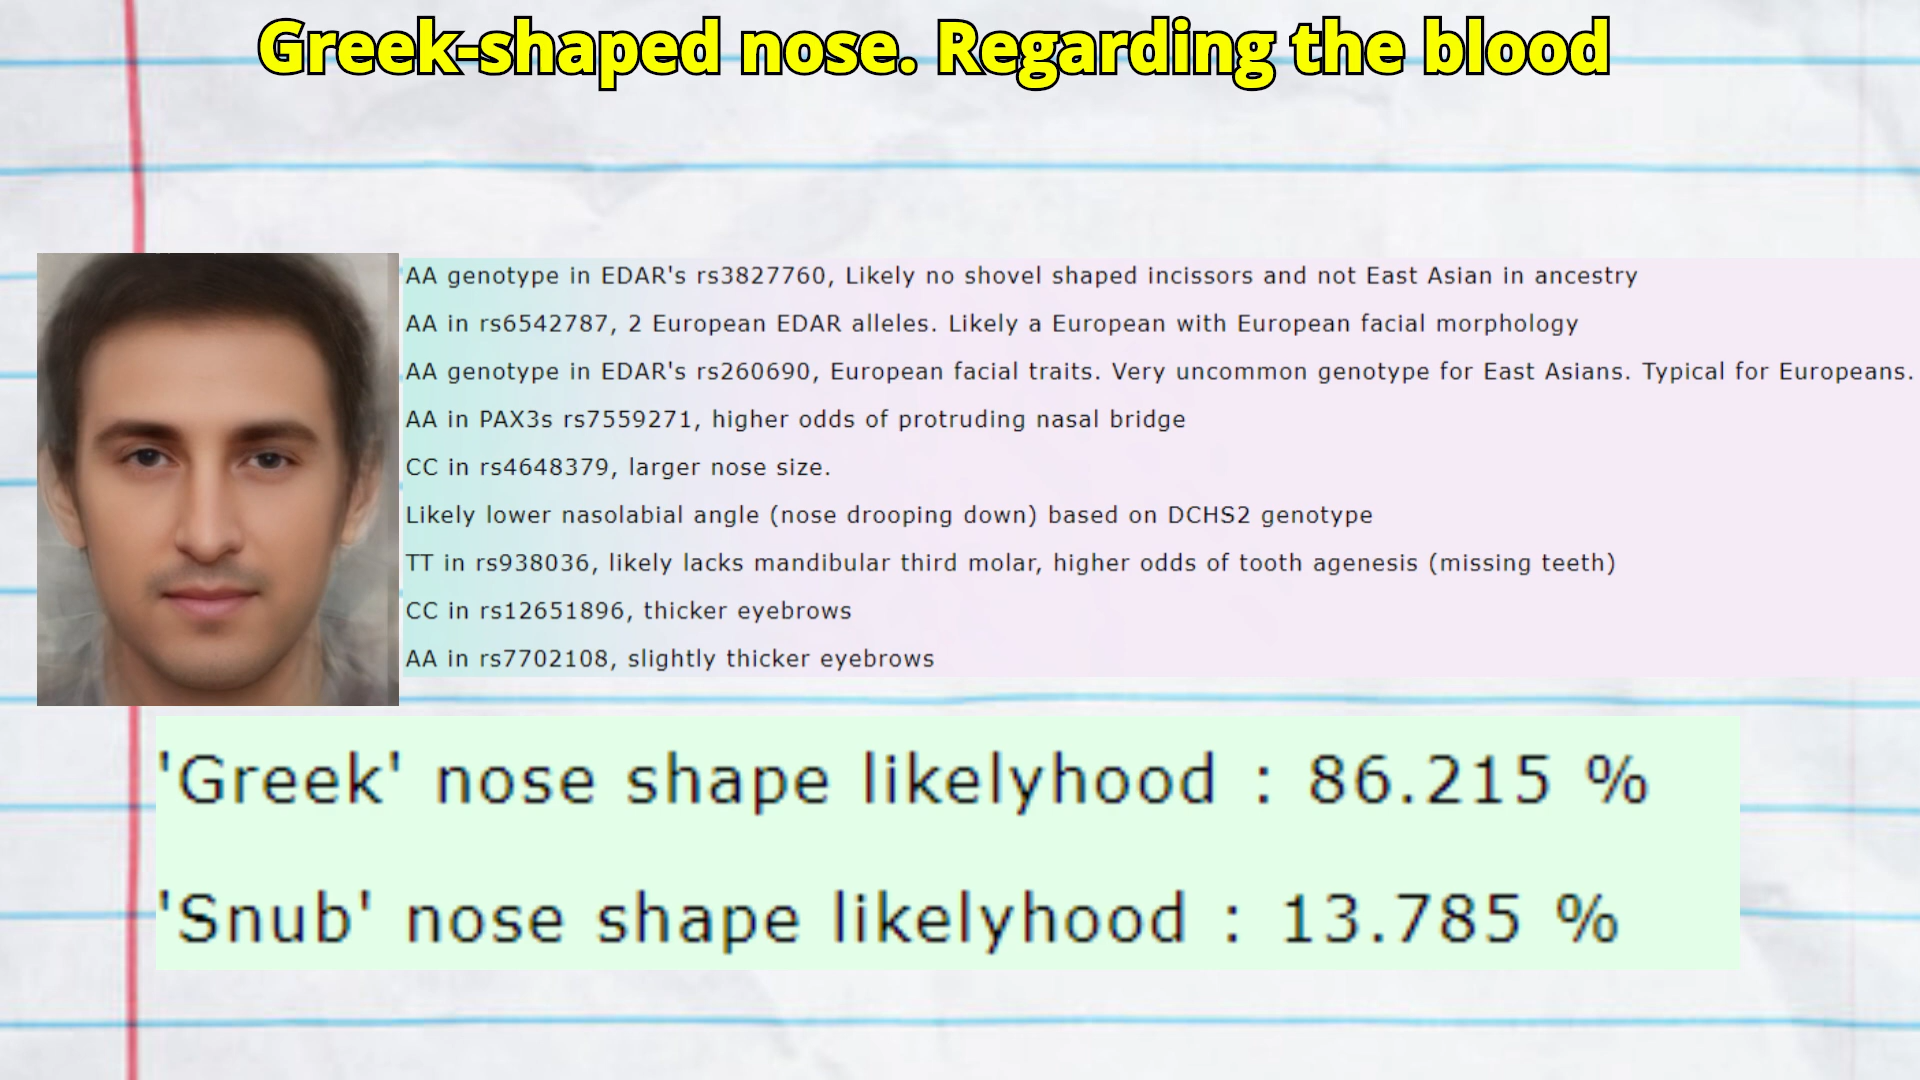 Greek-shaped nose. Regarding the blood
AA genotype in EDAR's rs3827760, Likely no shovel shaped incissors and not East Asian in ancestry
AA in rs6542787, 2 European EDAR alleles. Likely a European with European facial morphology
AA genotype in EDAR's rs260690, European facial traits. Very uncommon genotype for East Asians. Typical for Europeans.
AA in PAX3s rs7559271, higher odds of protruding nasal bridge
CC in rs4648379, larger nose size.
Likely lower nasolabial angle (nose drooping down) based on DCHS2 genotype
TT in rs938036, likely lacks mandibular third molar, higher odds of tooth agenesis (missing teeth)
CC in rs12651896, thicker eyebrows
AA in rs7702108, slightly thicker eyebrows
'Greek' nose shape likelyhood : 86.215 %
'Snub' nose shape likelyhood : 13.785 %